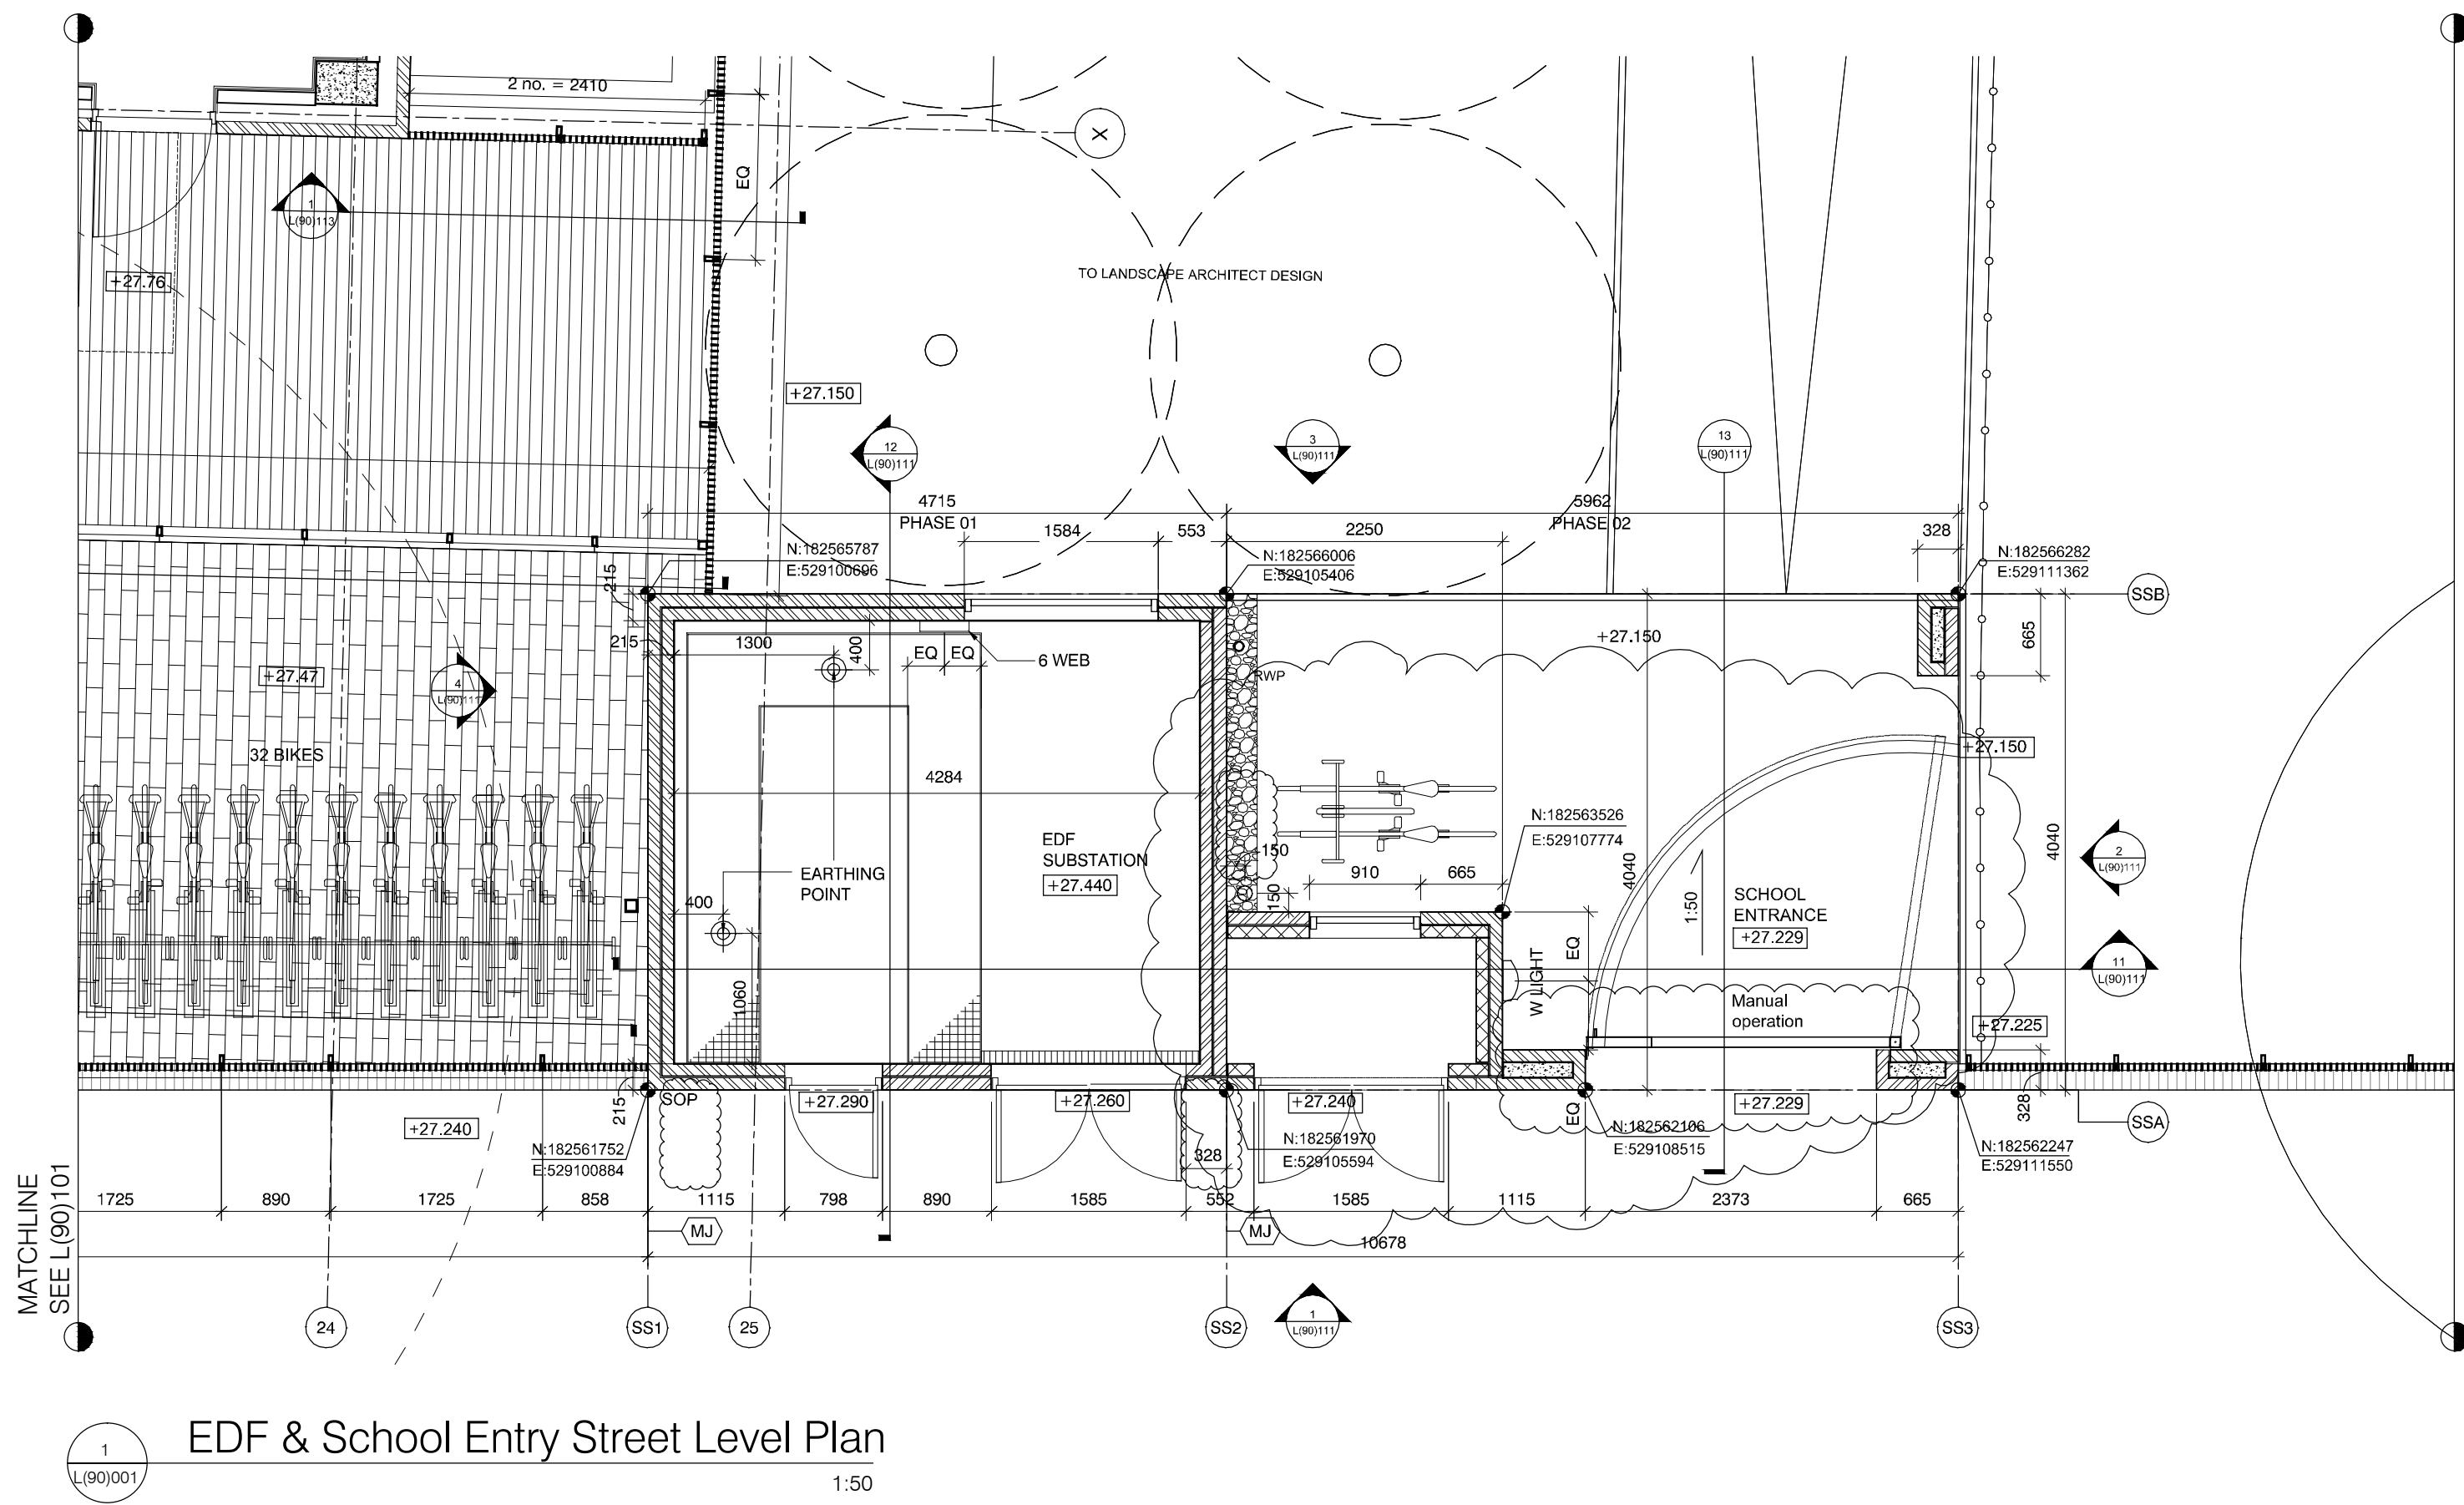 2 no. = 2410
X
EQ
1
L(90)113
+27.76
TO LANDSCAPE ARCHITECT DESIGN
+27.150
12
L(90)111
3
L(90)111
13
L(90)111
4715
PHASE 01
5962
PHASE 02
1584
553
2250
328
N:182565787
E:529100696
N:182566006
E:529105406
N:182566282
E:529111362
SSB
215
215
1300
400
EQ
EQ
6 WEB
+27.150
665
RWP
+27.47
4
L(90)111
32 BIKES
4284
+27.150
N:182563526
E:529107774
EDF
SUBSTATION
+27.440
EARTHING
POINT
150
910
665
4040
4040
2
L(90)111
1:50
SCHOOL
ENTRANCE
+27.229
400
150
EQ
W LIGHT
11
L(90)111
1060
Manual
operation
+27.225
215
SOP
+27.290
+27.260
+27.240
EQ
+27.229
328
SSA
+27.240
N:182561752
E:529100884
N:182561970
E:529105594
328
N:182562106
E:529108515
N:182562247
E:529111550
MATCHLINE
SEE L(90)101
1725
890
1725
858
1115
798
890
1585
552
1585
1115
2373
665
MJ
MJ
10678
24
SS1
25
SS2
1
L(90)111
SS3
1
L(90)001
EDF & School Entry Street Level Plan
1:50